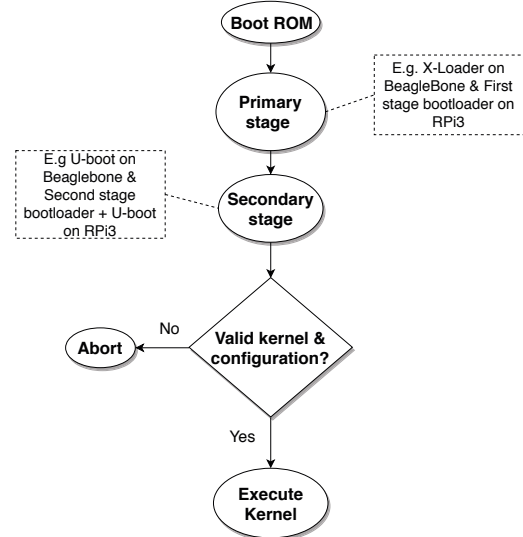 Boot ROM
E.g. X-Loader on
BeagleBone & First
stage bootloader on
RPi3
Primary
stage
E.g U-boot on
Beaglebone &
Second stage
bootloader + U-boot
on RPi3
Secondary
stage
Valid kernel &
configuration?
No
Abort
Yes
Execute
Kernel